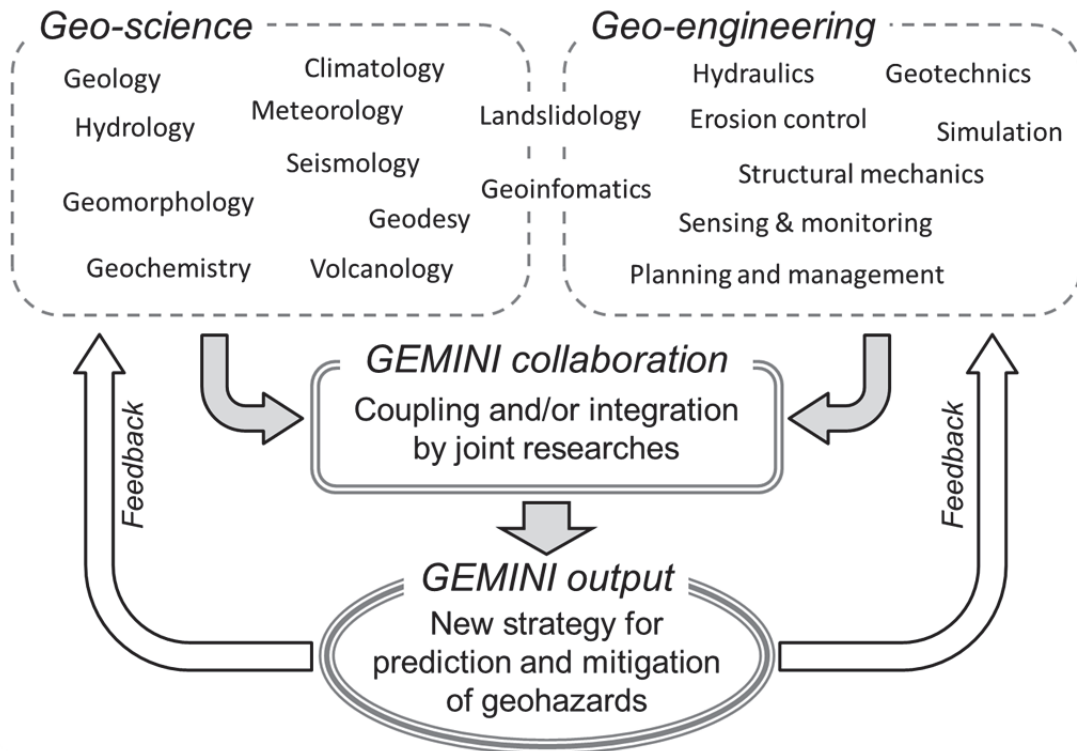 Geo-science
Geology
Climatology
Hydrology
Meteorology
Seismology
Geomorphology
Geodesy
Geochemistry
Volcanology
Landslidology
Geoinfomatics
Geo-engineering
Hydraulics
Geotechnics
Erosion control
Simulation
Structural mechanics
Sensing & monitoring
Planning and management
GEMINI collaboration
Coupling and/or integration
by joint researches
Feedback
Feedback
GEMINI output
New strategy for
prediction and mitigation
of geohazards